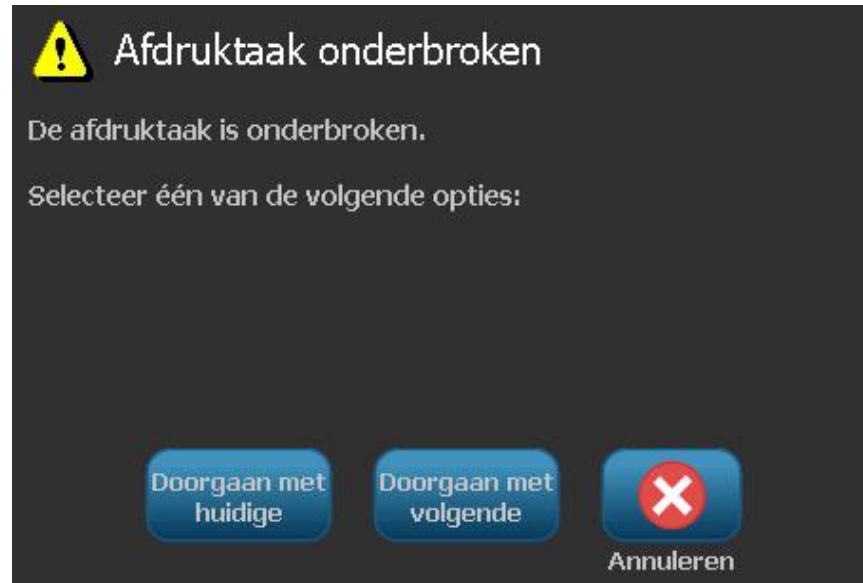 Afdruktaak onderbroken
De afdruktaak is onderbroken.
Selecteer één van de volgende opties:
Doorgaan met
huidige
Doorgaan met
volgende
Annuleren